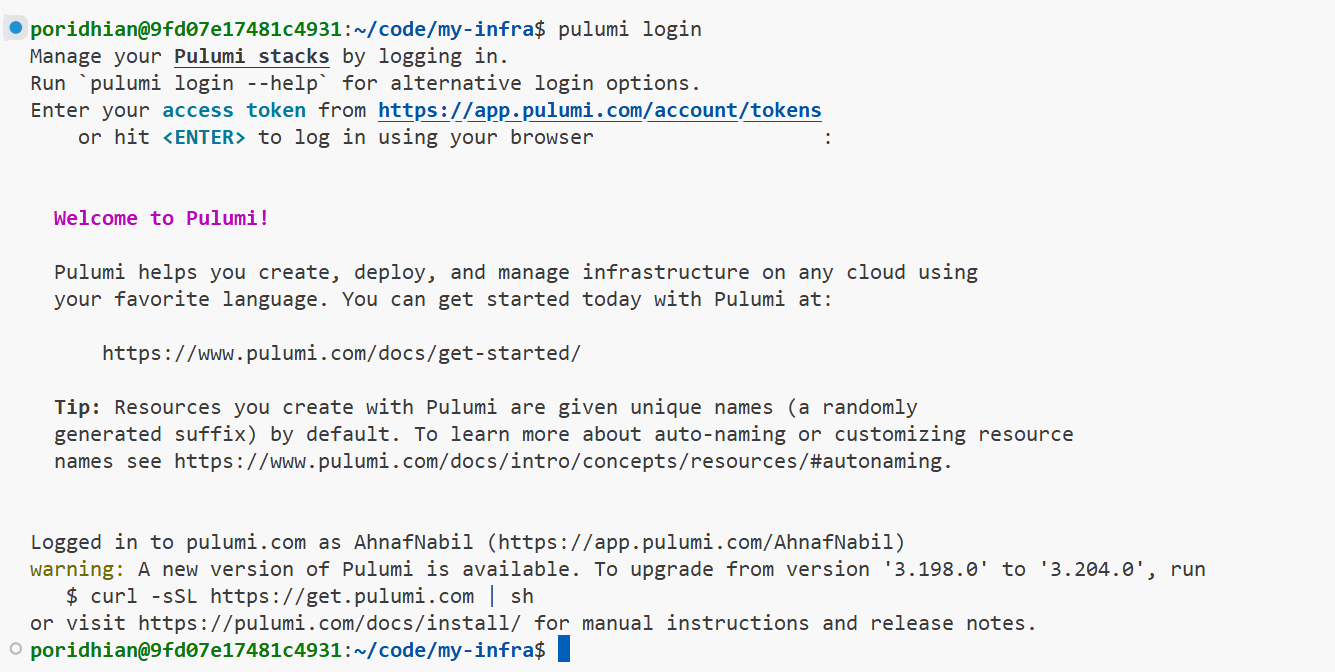 poridhian@9fd07e17481c4931:~/code/my-infra$ pulumi login
Manage your Pulumi stacks by logging in.
Run `pulumi login --help` for alternative login options.
Enter your access token from https://app.pulumi.com/account/tokens
    or hit <ENTER> to log in using your browser                   :
  Welcome to Pulumi!
  Pulumi helps you create, deploy, and manage infrastructure on any cloud using
  your favorite language. You can get started today with Pulumi at:
      https://www.pulumi.com/docs/get-started/
  Tip: Resources you create with Pulumi are given unique names (a randomly
  generated suffix) by default. To learn more about auto-naming or customizing resource
  names see https://www.pulumi.com/docs/intro/concepts/resources/#autonaming.
Logged in to pulumi.com as AhnafNabil (https://app.pulumi.com/AhnafNabil)
warning: A new version of Pulumi is available. To upgrade from version '3.198.0' to '3.204.0', run
   $ curl -sSL https://get.pulumi.com | sh
or visit https://pulumi.com/docs/install/ for manual instructions and release notes.
poridhian@9fd07e17481c4931:~/code/my-infra$